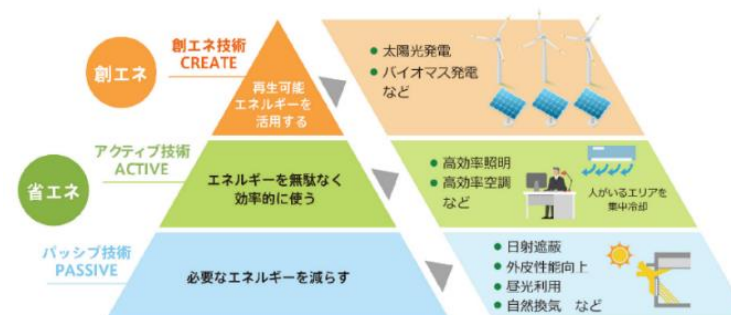 創エネ
創エネ技術
CREATE
再生可能
エネルギーを
活用する
● 太陽光発電
● バイオマス発電
など
省エネ
アクティブ技術
ACTIVE
エネルギーを無駄なく
効率的に使う
● 高効率照明
● 高効率空調
など
人がいるエリアを
集中冷却
パッシブ技術
PASSIVE
必要なエネルギーを減らす
● 日射遮蔽
● 外皮性能向上
● 昼光利用
● 自然換気 など